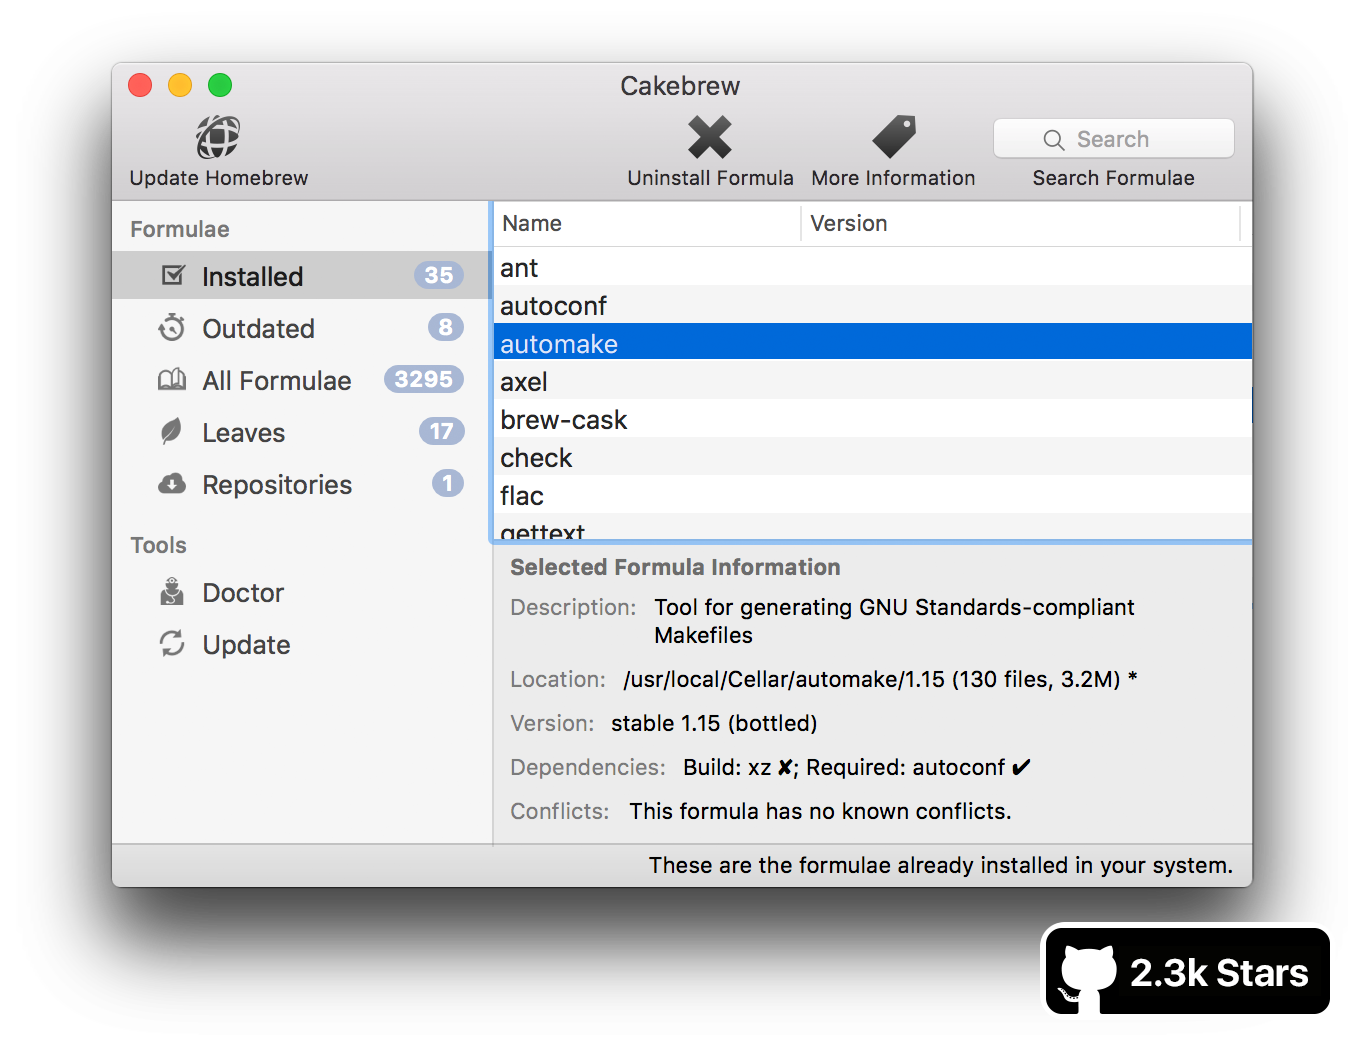 Cakebrew
Update Homebrew
Uninstall Formula
More Information
Search
Search Formulae
Formulae
Installed 35
Outdated 8
All Formulae 3295
Leaves 17
Repositories 1
Tools
Doctor
Update
Name Version
ant
autoconf
automake
axel
brew-cask
check
flac
gettext
Selected Formula Information
Description: Tool for generating GNU Standards-compliant
Makefiles
Location: /usr/local/Cellar/automake/1.15 (130 files, 3.2M) *
Version: stable 1.15 (bottled)
Dependencies: Build: xz ✘; Required: autoconf ✔
Conflicts: This formula has no known conflicts.
These are the formulae already installed in your system.
2.3k Stars